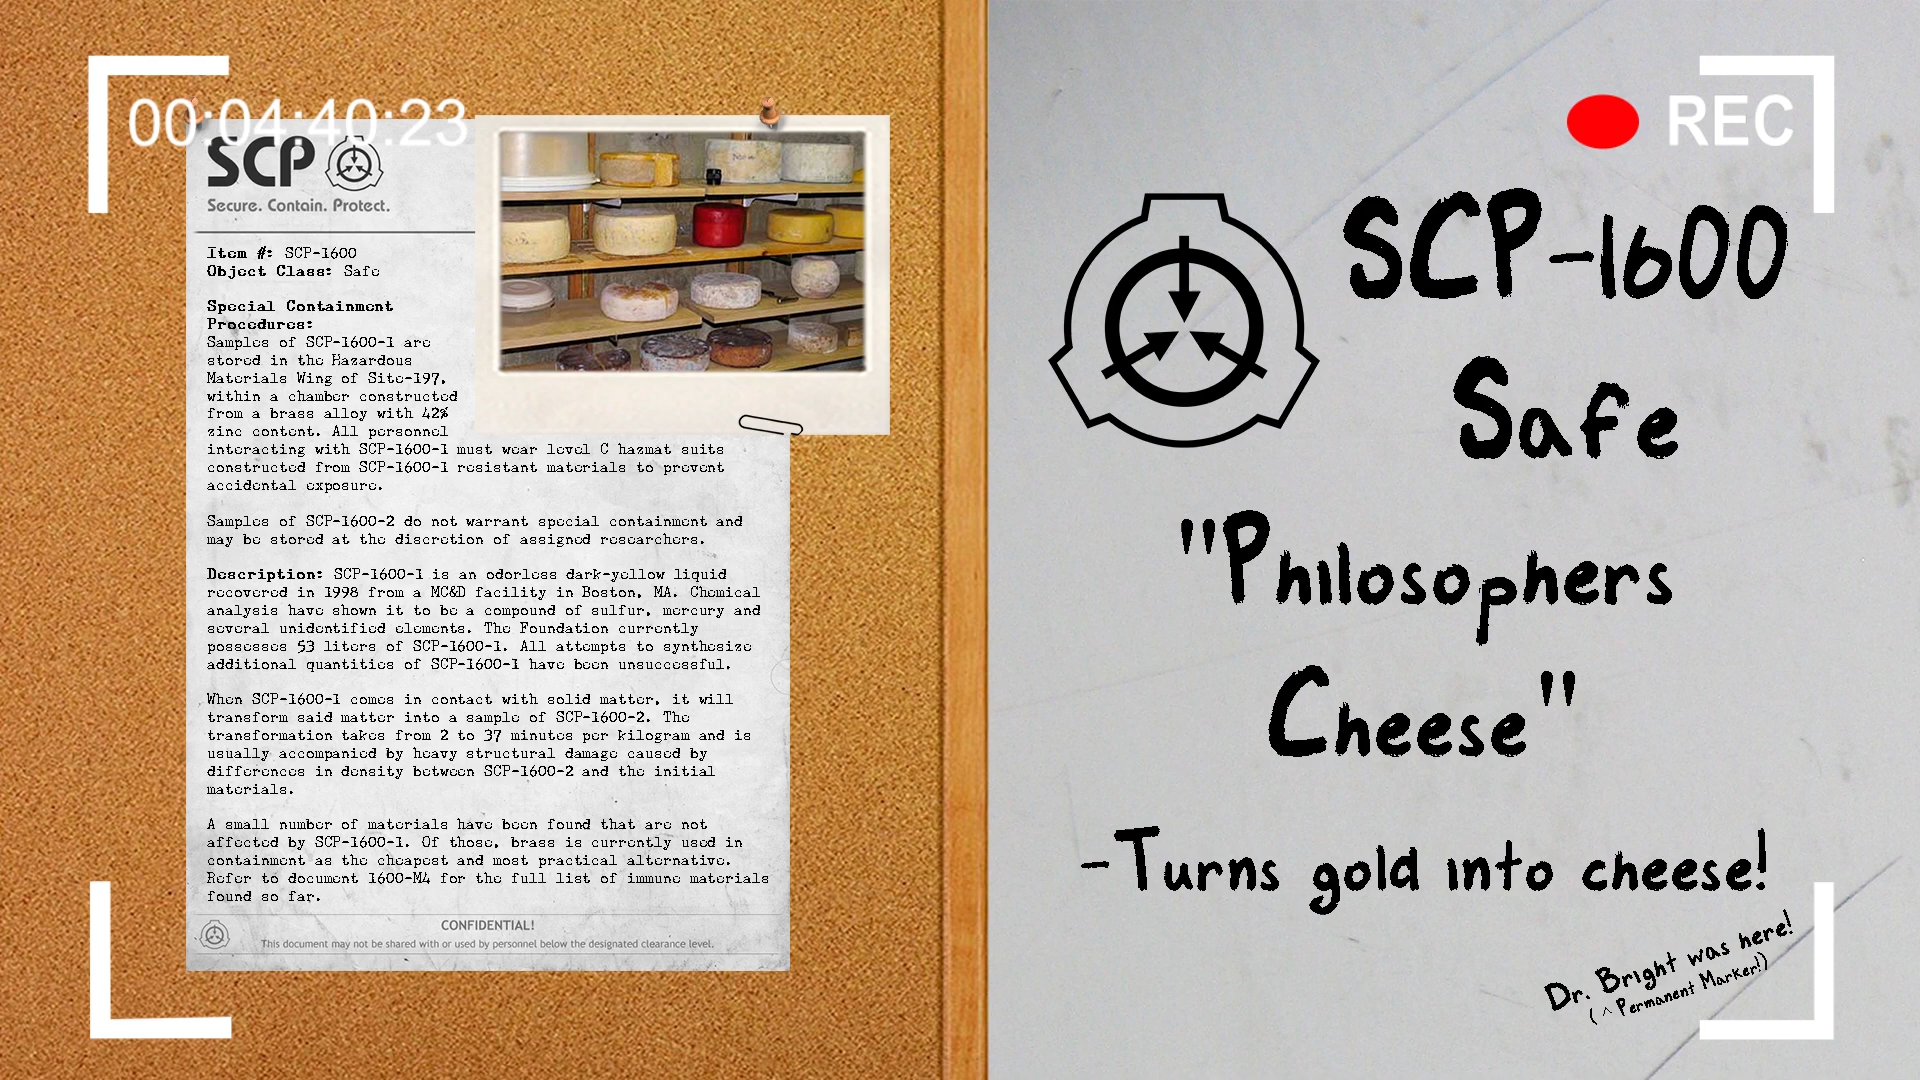 00:04:40:23
REC
SCP
Secure. Contain. Protect.
Item #: SCP-1600
Object Class: Safe
Special Containment
Procedures:
Samples of SCP-1600-1 are
stored in the Hazardous
Materials Wing of Site-197,
within a chamber constructed
from a brass alloy with 42%
zinc content. All personnel
interacting with SCP-1600-1 must wear level C hazmat suits
constructed from SCP-1600-1 resistant materials to prevent
accidental exposure.
Samples of SCP-1600-2 do not warrant special containment and
may be stored at the discretion of assigned researchers.
Description: SCP-1600-1 is an odorless dark-yellow liquid
recovered in 1998 from a MC&D facility in Boston, MA. Chemical
analysis have shown it to be a compound of sulfur, mercury and
several unidentified elements. The Foundation currently
possesses 53 liters of SCP-1600-1. All attempts to synthesize
additional quantities of SCP-1600-1 have been unsuccessful.
When SCP-1600-1 comes in contact with solid matter, it will
transform said matter into a sample of SCP-1600-2. The
transformation takes from 2 to 37 minutes per kilogram and is
usually accompanied by heavy structural damage caused by
differences in density between SCP-1600-2 and the initial
materials.
A small number of materials have been found that are not
affected by SCP-1600-1. Of those, brass is currently used in
containment as the cheapest and most practical alternative.
Refer to document 1600-M4 for the full list of immune materials
found so far.
CONFIDENTIAL!
This document may not be shared with or used by personnel below the designated clearance level.
SCP-1600
Safe
"Philosophers
Cheese"
-Turns gold into cheese!
Dr. Bright was here!
(^ Permanent Marker!)